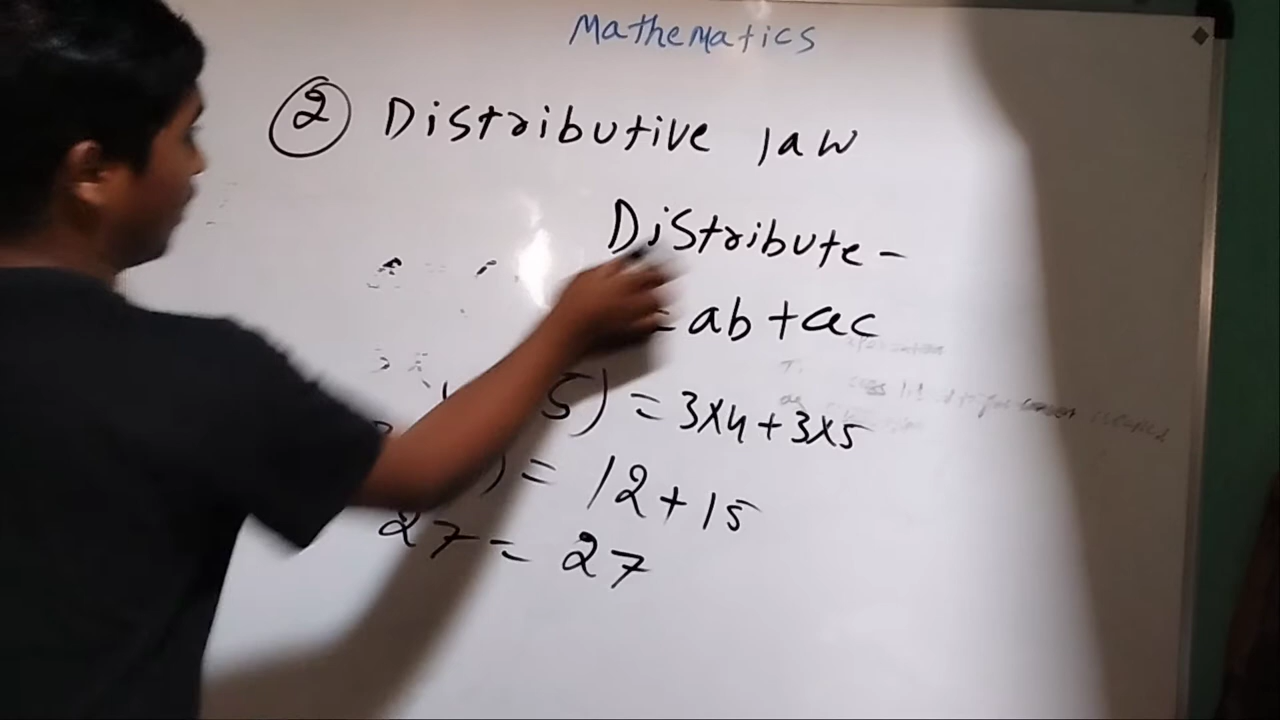 Mathematics
② Distributive law
Distribute -
= ab + ac
5) = 3x4 + 3x5
) = 12 + 15
27 = 27